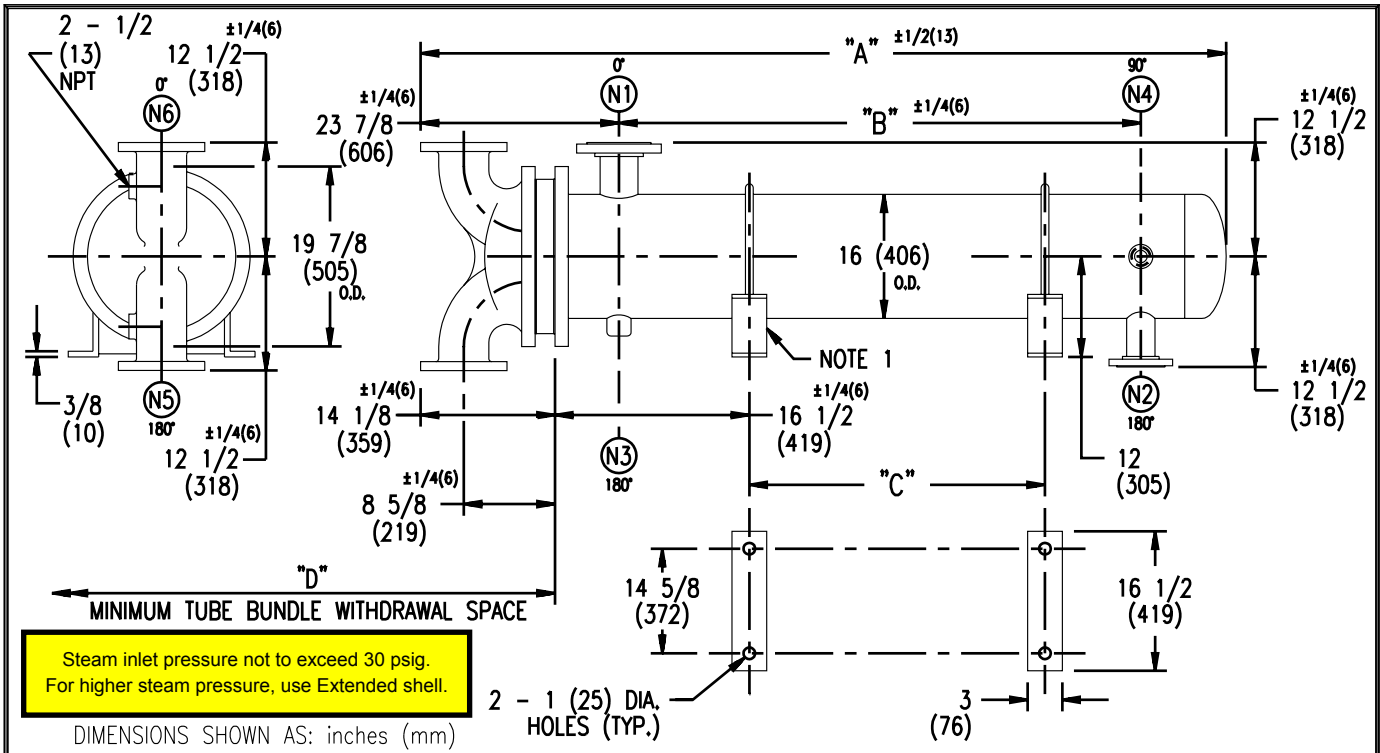 2 - 1/2
(13)
NPT
±1/4(6)
12 1/2
(318)
0°
N6
19 7/8
(505)
O.D.
3/8
(10)
N5
180°
±1/4(6)
12 1/2
(318)
"A" ±1/2(13)
±1/4(6)
23 7/8
(606)
0°
N1
"B" ±1/4(6)
90°
N4
±1/4(6)
12 1/2
(318)
16 (406)
O.D.
NOTE 1
±1/4(6)
14 1/8
(359)
±1/4(6)
16 1/2
(419)
N3
180°
±1/4(6)
8 5/8
(219)
"C"
N2
180°
12
(305)
±1/4(6)
12 1/2
(318)
"D"
MINIMUM TUBE BUNDLE WITHDRAWAL SPACE
14 5/8
(372)
16 1/2
(419)
2 - 1 (25) DIA.
HOLES (TYP.)
3
(76)
Steam inlet pressure not to exceed 30 psig.
For higher steam pressure, use Extended shell.
DIMENSIONS SHOWN AS: inches (mm)